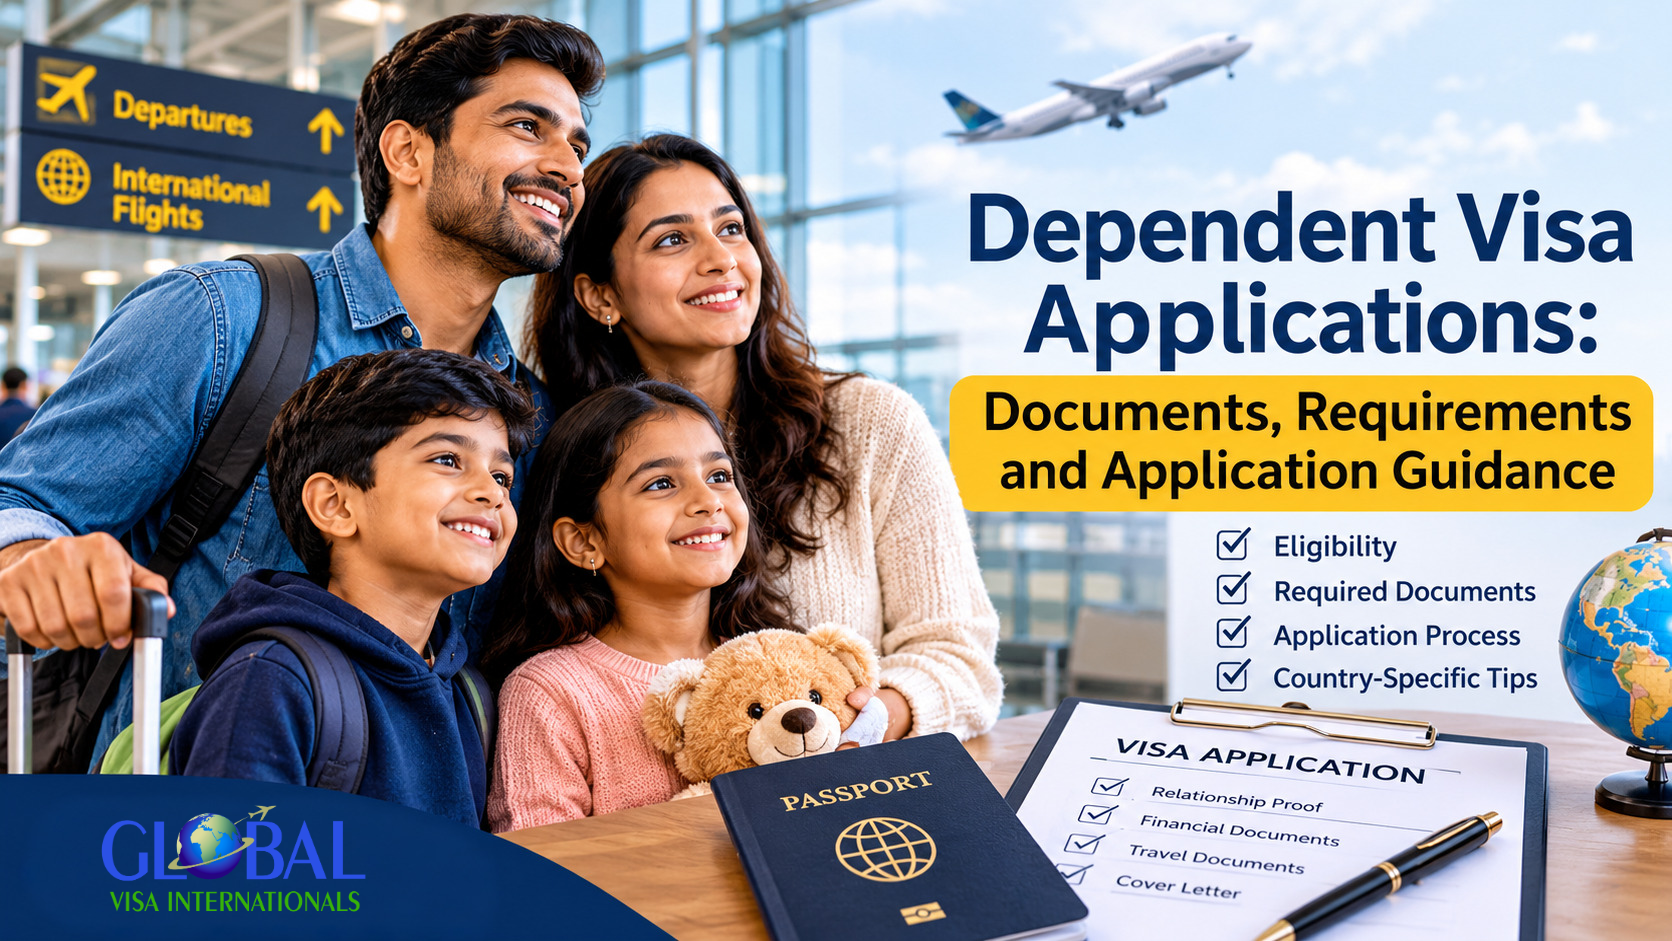 Departures
International
Flights
Dependent Visa
Applications:
Documents, Requirements
and Application Guidance
Eligibility
Required Documents
Application Process
Country-Specific Tips
VISA APPLICATION
Relationship Proof
Financial Documents
Travel Documents
Cover Letter
PASSPORT
GLOBAL
VISA INTERNATIONALS